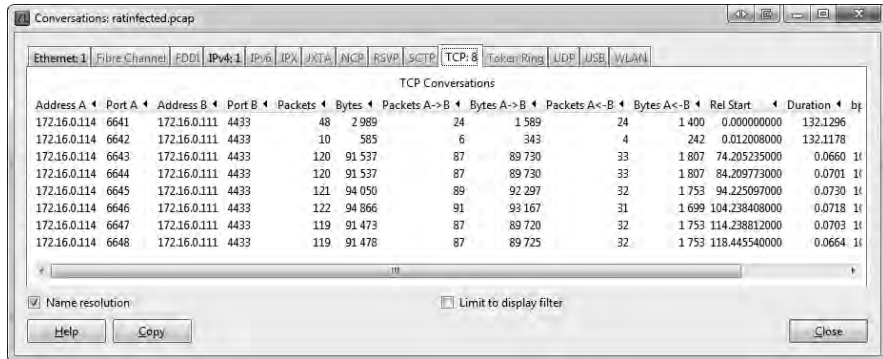 Conversations: ratinfected.pcap
Ethernet: 1 Fibre Channel FDDI IPv4: 1 IPv6 IPX JXTA NCP RSVP SCTP TCP: 8 Token Ring UDP USB WLAN
TCP Conversations
Address A Port A Address B Port B Packets Bytes Packets A->B Bytes A->B Packets A<-B Bytes A<-B Rel Start Duration bp
172.16.0.114 6641 172.16.0.111 4433 48 2 989 24 1 589 24 1 400 0.000000000 132.1296
172.16.0.114 6642 172.16.0.111 4433 10 585 6 343 4 242 0.012008000 132.1178
172.16.0.114 6643 172.16.0.111 4433 120 91 537 87 89 730 33 1 807 74.205235000 0.0660 10
172.16.0.114 6644 172.16.0.111 4433 120 91 537 87 89 730 33 1 807 84.209773000 0.0701 10
172.16.0.114 6645 172.16.0.111 4433 121 94 050 89 92 297 32 1 753 94.225097000 0.0730 10
172.16.0.114 6646 172.16.0.111 4433 122 94 866 91 93 167 31 1 699 104.238408000 0.0718 10
172.16.0.114 6647 172.16.0.111 4433 119 91 473 87 89 720 32 1 753 114.238812000 0.0703 10
172.16.0.114 6648 172.16.0.111 4433 119 91 478 87 89 725 32 1 753 118.445540000 0.0664 10
Name resolution Limit to display filter
Help Copy Close